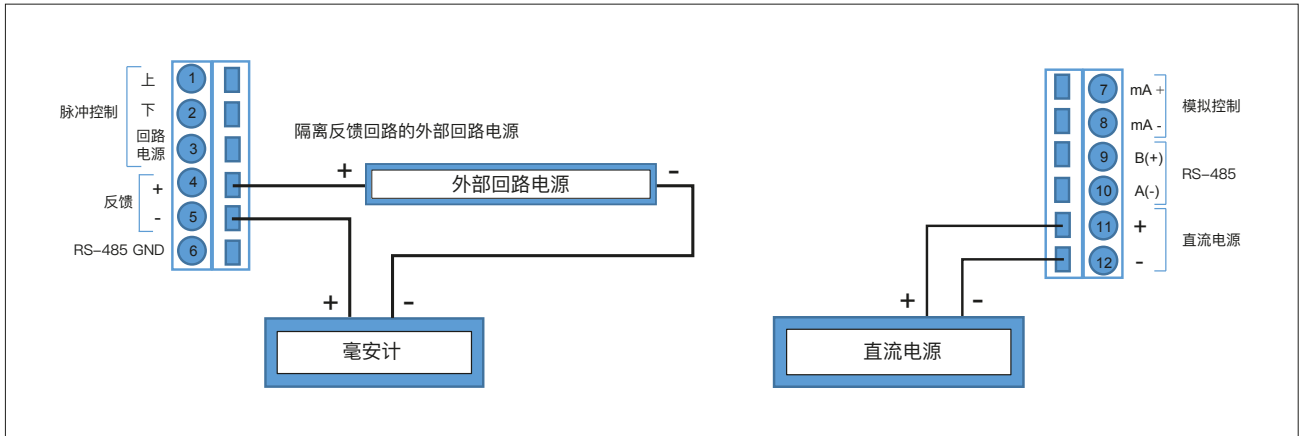 脉冲控制
上
下
回路
电源
反馈
+
-
RS-485 GND
1
2
3
4
5
6
隔离反馈回路的外部回路电源
+
外部回路电源
-
+
-
毫安计
7
8
9
10
11
12
mA +
mA -
B(+)
A(-)
+
-
模拟控制
RS-485
直流电源
+
-
直流电源